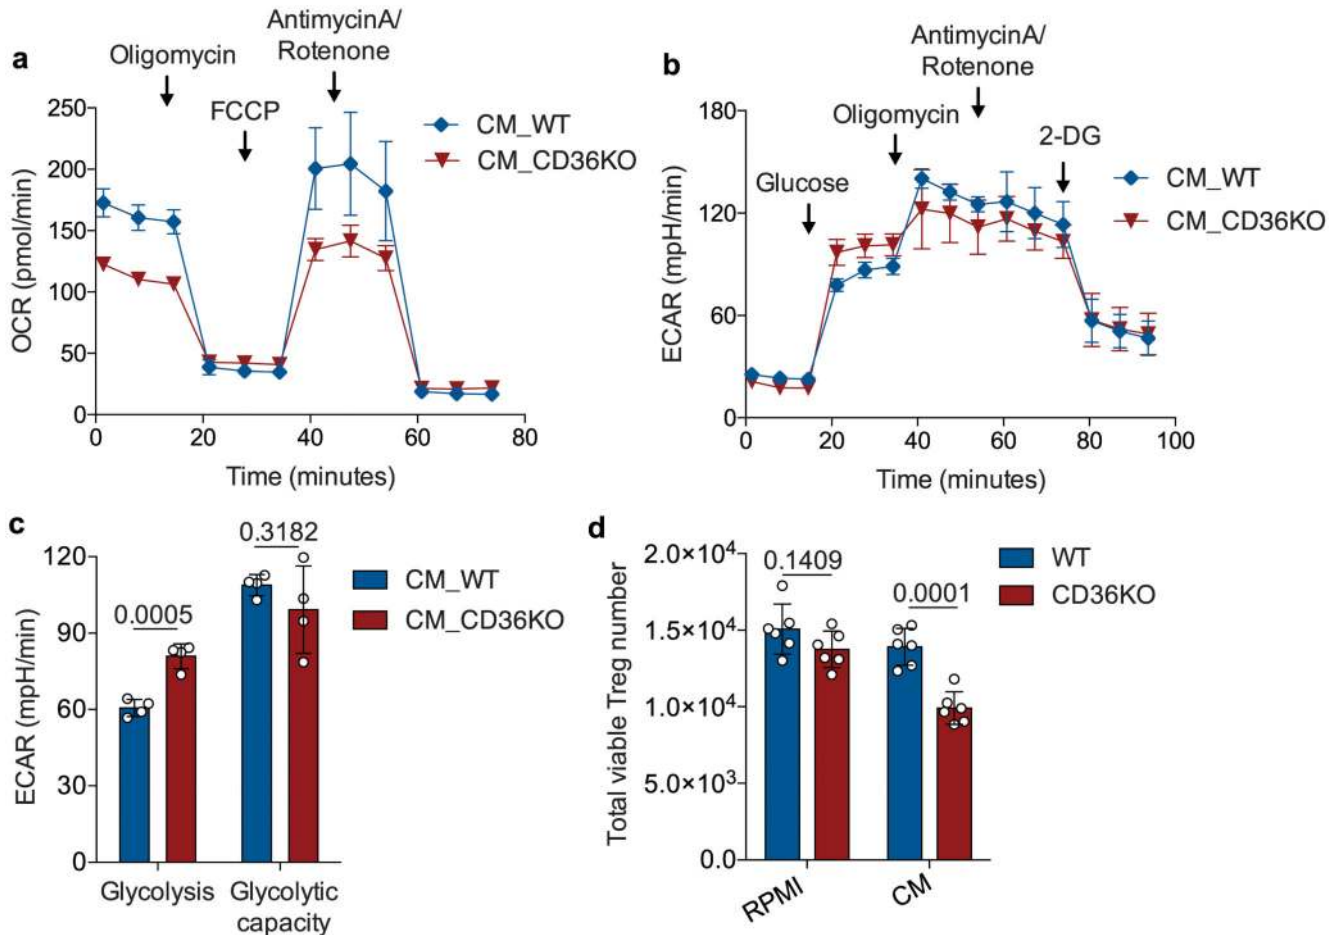 a
Oligomycin
FCCP
AntimycinA/
Rotenone
CM_WT
CM_CD36KO
OCR (pmol/min)
250
200
150
100
50
0
0 20 40 60 80
Time (minutes)
b
Glucose
Oligomycin
AntimycinA/
Rotenone
2-DG
CM_WT
CM_CD36KO
ECAR (mpH/min)
180
120
60
0
0 20 40 60 80 100
Time (minutes)
c
0.0005
0.3182
CM_WT
CM_CD36KO
ECAR (mpH/min)
120
90
60
30
0
Glycolysis
Glycolytic
capacity
d
0.1409
0.0001
WT
CD36KO
Total viable Treg number
2.0×10⁴
1.5×10⁴
1.0×10⁴
5.0×10³
0.0
RPMI
CM